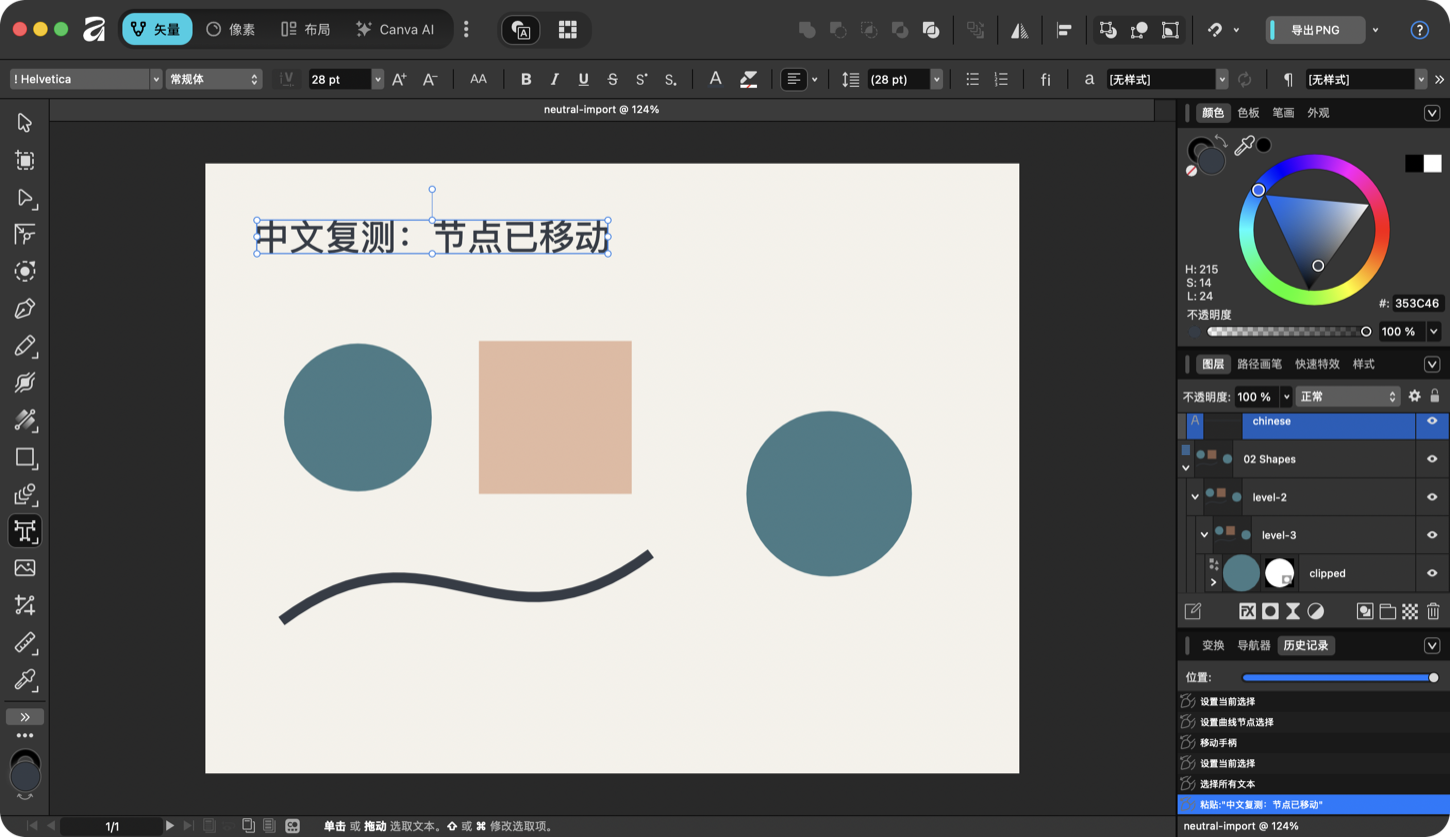 矢量 像素 布局 Canva AI 导出PNG ?
! Helvetica 常规体 28 pt A+ A− AA B I U S S S. A (28 pt) fi a [无样式] ¶ [无样式] »
neutral-import @ 124%
颜色 色板 笔画 外观
中文复测：节点已移动
H: 215
S: 14
L: 24
#: 353C46
不透明度
100 %
图层 路径画笔 快速特效 样式
不透明度: 100 % 正常
A chinese
02 Shapes
level-2
level-3
clipped
FX
变换 导航器 历史记录
位置:
设置当前选择
设置曲线节点选择
移动手柄
设置当前选择
选择所有文本
粘贴:"中文复测：节点已移动"
1/1 单击 或 拖动 选取文本。⇧ 或 ⌘ 修改选取项。
neutral-import @ 124%